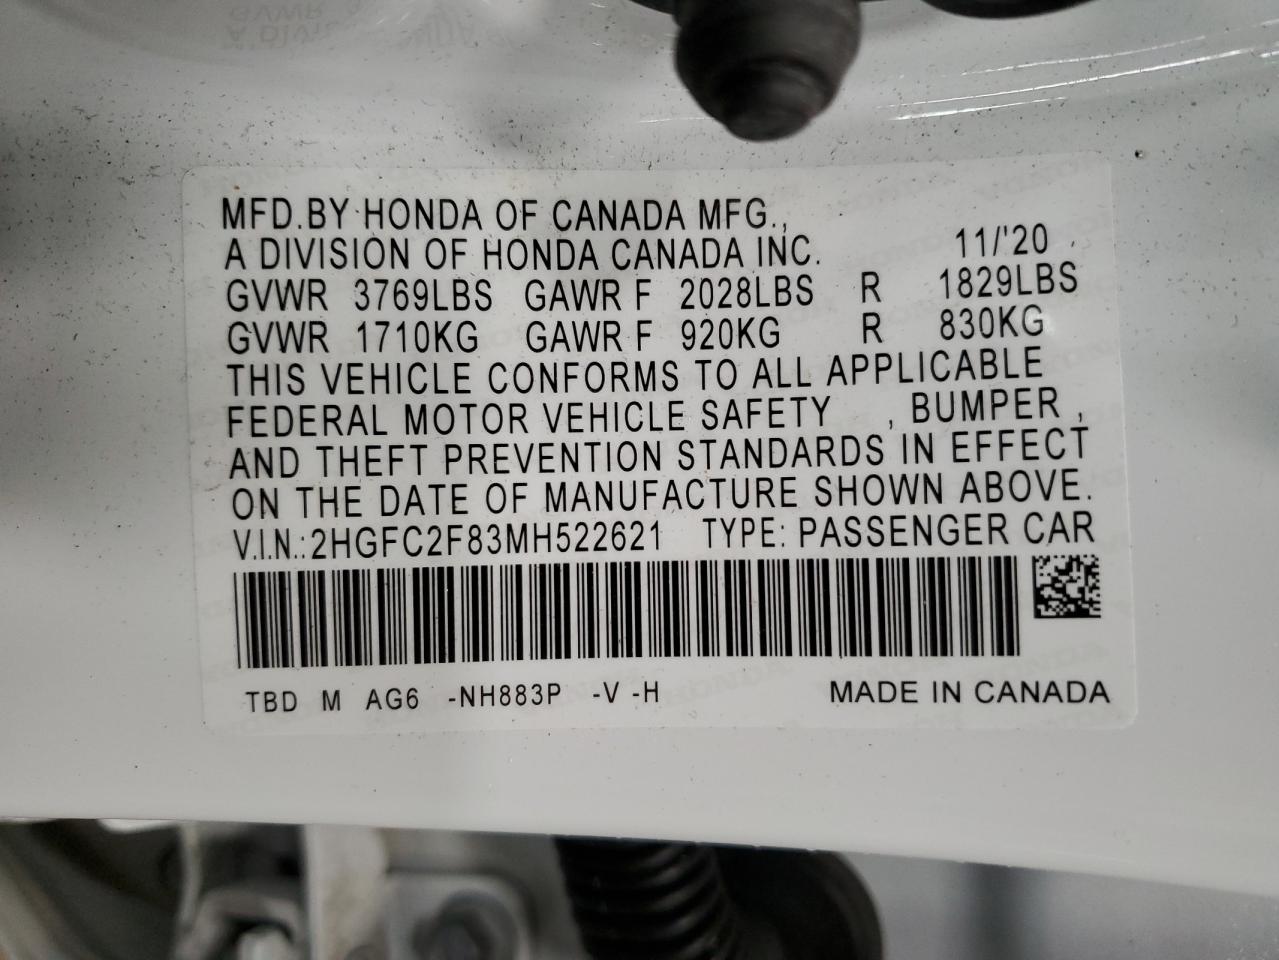 MFD.BY HONDA OF CANADA MFG.,
A DIVISION OF HONDA CANADA INC. 11/'20
GVWR 3769LBS GAWR F 2028LBS R 1829LBS
GVWR 1710KG GAWR F 920KG R 830KG
THIS VEHICLE CONFORMS TO ALL APPLICABLE
FEDERAL MOTOR VEHICLE SAFETY , BUMPER ,
AND THEFT PREVENTION STANDARDS IN EFFECT
ON THE DATE OF MANUFACTURE SHOWN ABOVE.
V.I.N.:2HGFC2F83MH522621 TYPE: PASSENGER CAR
TBD M AG6 -NH883P -V -H MADE IN CANADA